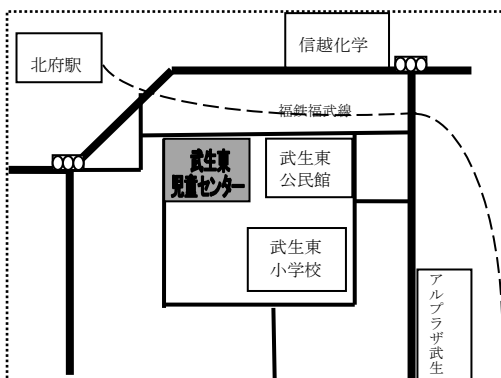 信越化学
北府駅
福鉄福武線
武生東
児童センター
武生東
公民館
武生東
小学校
アルプラザ武生